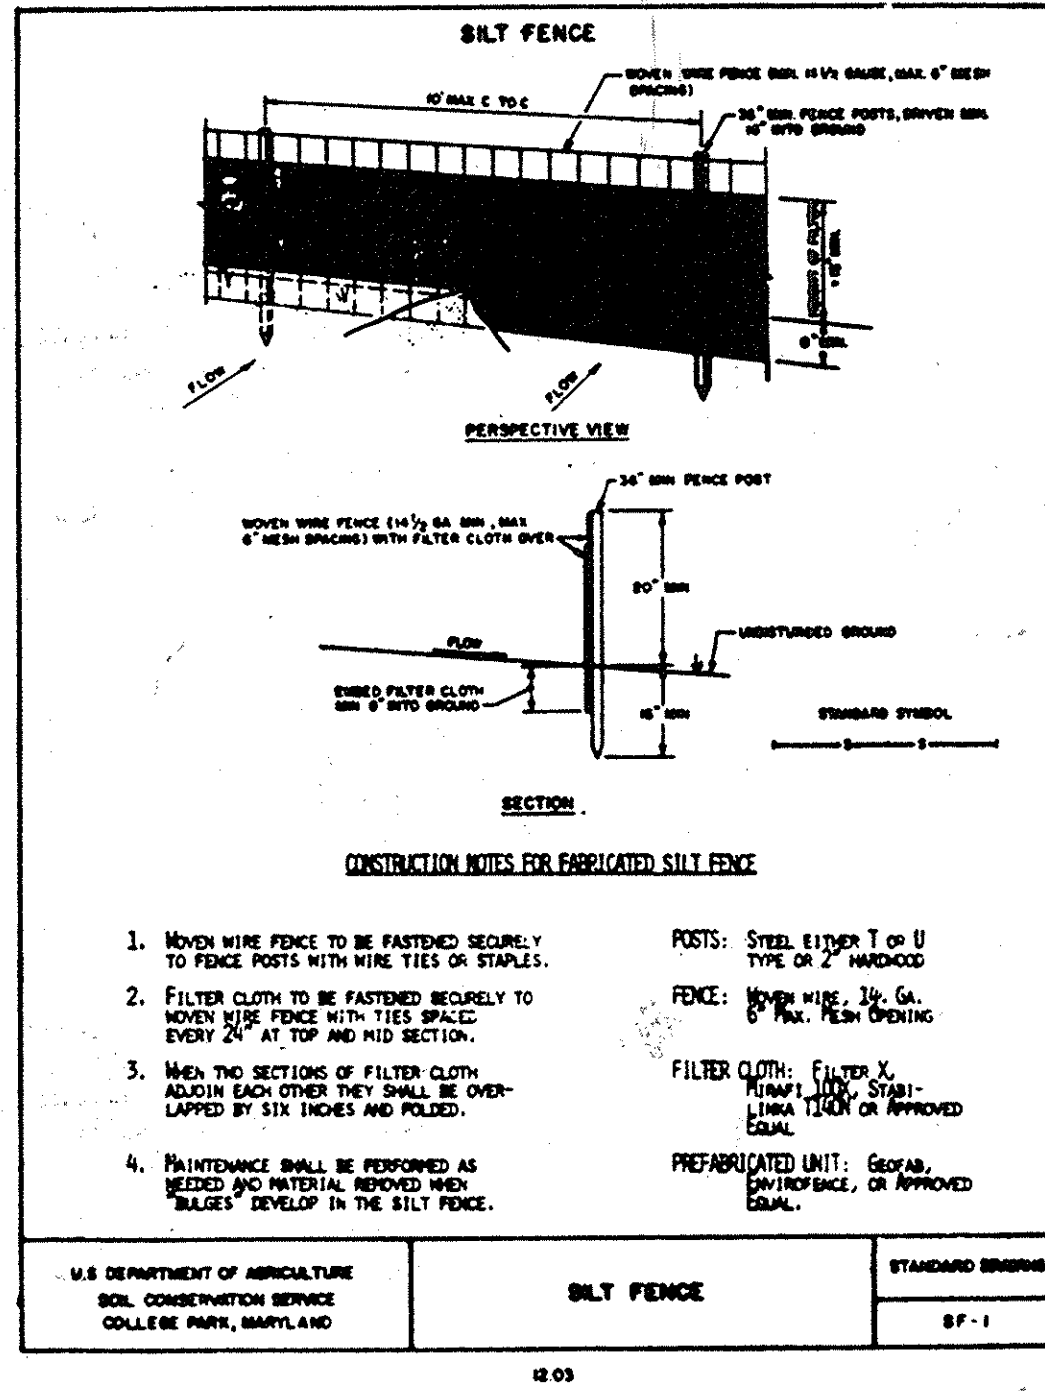 SILT FENCE
WOVEN WIRE FENCE (MIN. 14 1/2 GAUGE, MAX. 6" MESH
SPACING)
10' MAX C TO C
36" MIN. FENCE POSTS, DRIVEN MIN.
16" INTO GROUND
HEIGHT OF FILTER
8" MIN.
FLOW
FLOW
PERSPECTIVE VIEW
36" MIN FENCE POST
WOVEN WIRE FENCE (14 1/2 GA MIN, MAX
6" MESH SPACING) WITH FILTER CLOTH OVER
20" MIN
UNDISTURBED GROUND
FLOW
EMBED FILTER CLOTH
MIN 8" INTO GROUND
16" MIN
STANDARD SYMBOL
S S
SECTION
CONSTRUCTION NOTES FOR FABRICATED SILT FENCE
1. WOVEN WIRE FENCE TO BE FASTENED SECURELY
TO FENCE POSTS WITH WIRE TIES OR STAPLES.
2. FILTER CLOTH TO BE FASTENED SECURELY TO
WOVEN WIRE FENCE WITH TIES SPACED
EVERY 24" AT TOP AND MID SECTION.
3. WHEN TWO SECTIONS OF FILTER CLOTH
ADJOIN EACH OTHER THEY SHALL BE OVER-
LAPPED BY SIX INCHES AND FOLDED.
4. MAINTENANCE SHALL BE PERFORMED AS
NEEDED AND MATERIAL REMOVED WHEN
"BULGES" DEVELOP IN THE SILT FENCE.
POSTS: STEEL EITHER T OR U
TYPE OR 2" HARDWOOD
FENCE: WOVEN WIRE, 14. GA.
6" MAX. MESH OPENING
FILTER CLOTH: FILTER X,
MIRAFI 100X, STABI-
LINKA T140N OR APPROVED
EQUAL
PREFABRICATED UNIT: GEOFAB,
ENVIROFENCE, OR APPROVED
EQUAL.
U.S DEPARTMENT OF AGRICULTURE
SOIL CONSERVATION SERVICE
COLLEGE PARK, MARYLAND
SILT FENCE
STANDARD DRAWING
SF-1
12.03